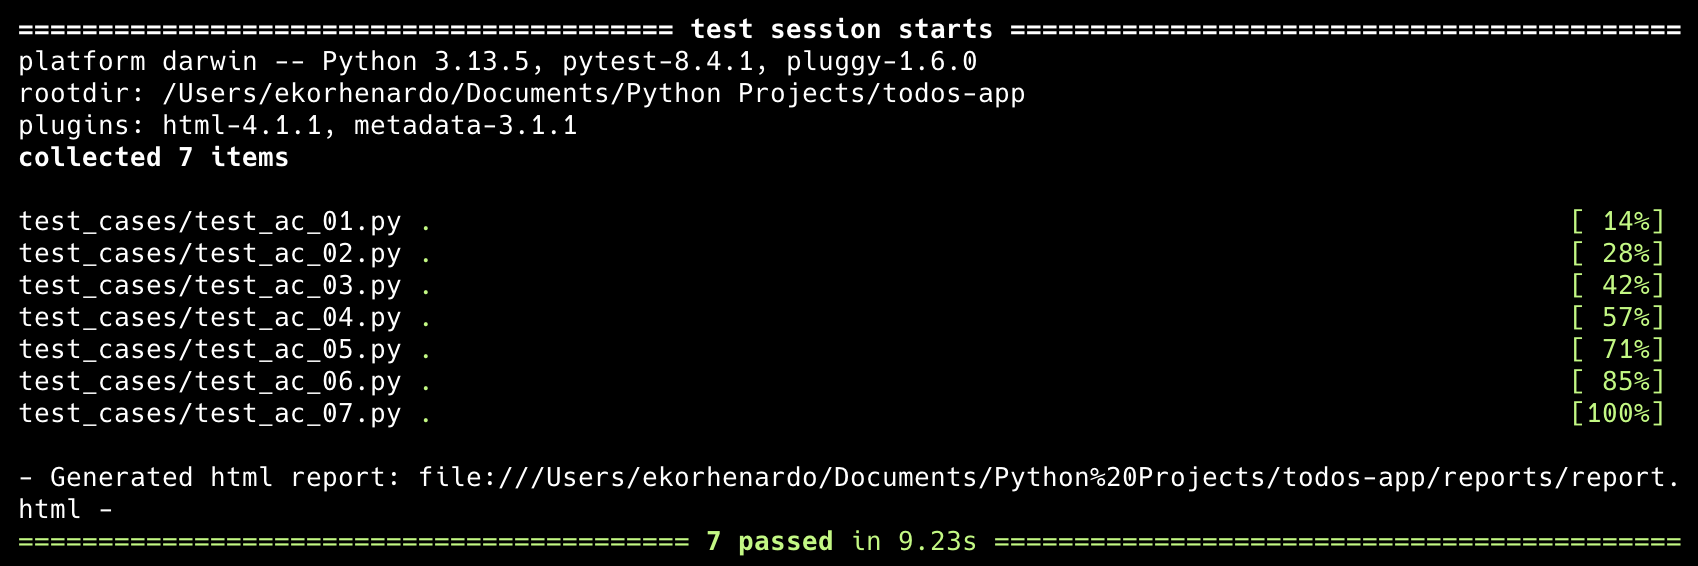 ========================================= test session starts ==========================================
platform darwin -- Python 3.13.5, pytest-8.4.1, pluggy-1.6.0
rootdir: /Users/ekorhenardo/Documents/Python Projects/todos-app
plugins: html-4.1.1, metadata-3.1.1
collected 7 items
test_cases/test_ac_01.py . [ 14%]
test_cases/test_ac_02.py . [ 28%]
test_cases/test_ac_03.py . [ 42%]
test_cases/test_ac_04.py . [ 57%]
test_cases/test_ac_05.py . [ 71%]
test_cases/test_ac_06.py . [ 85%]
test_cases/test_ac_07.py . [100%]
- Generated html report: file:///Users/ekorhenardo/Documents/Python%20Projects/todos-app/reports/report.
html -
========================================== 7 passed in 9.23s ===========================================